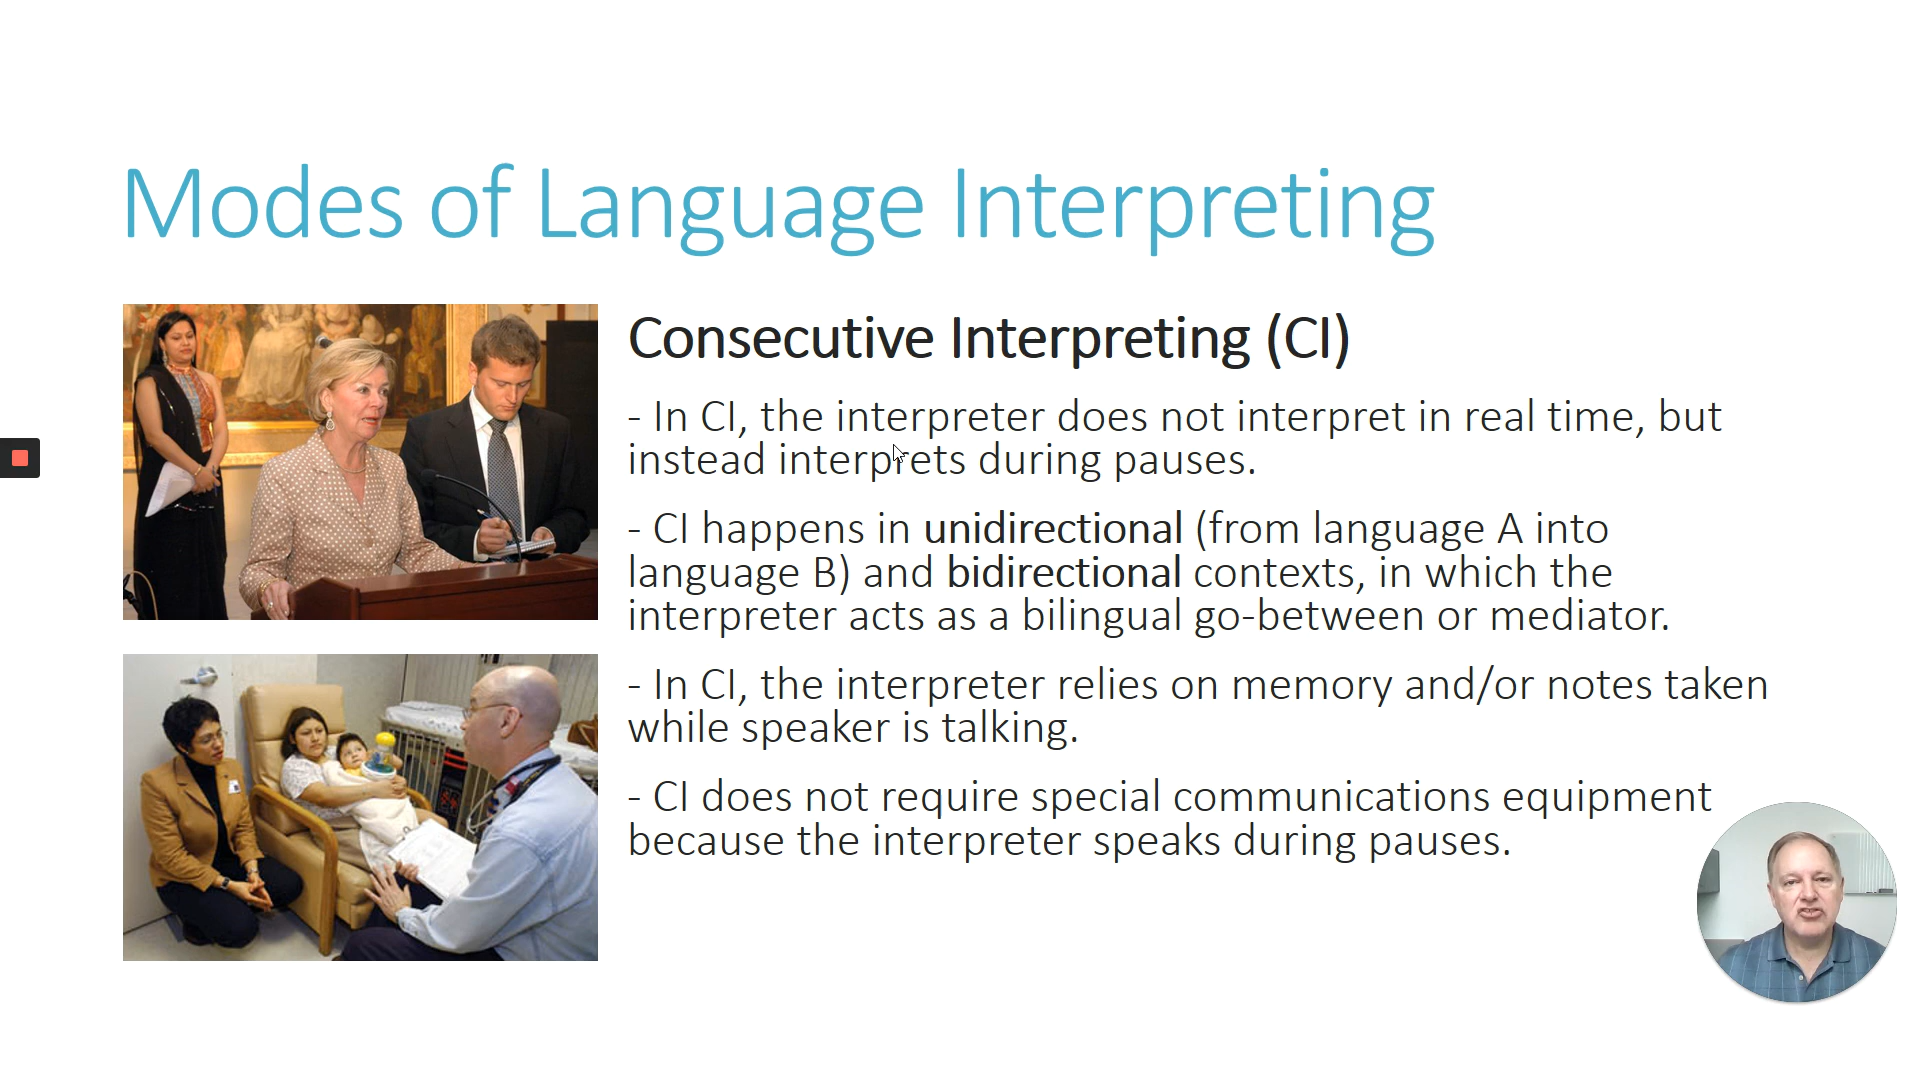 Modes of Language Interpreting
Consecutive Interpreting (CI)
- In CI, the interpreter does not interpret in real time, but
instead interprets during pauses.
- CI happens in unidirectional (from language A into
language B) and bidirectional contexts, in which the
interpreter acts as a bilingual go-between or mediator.
- In CI, the interpreter relies on memory and/or notes taken
while speaker is talking.
- CI does not require special communications equipment
because the interpreter speaks during pauses.